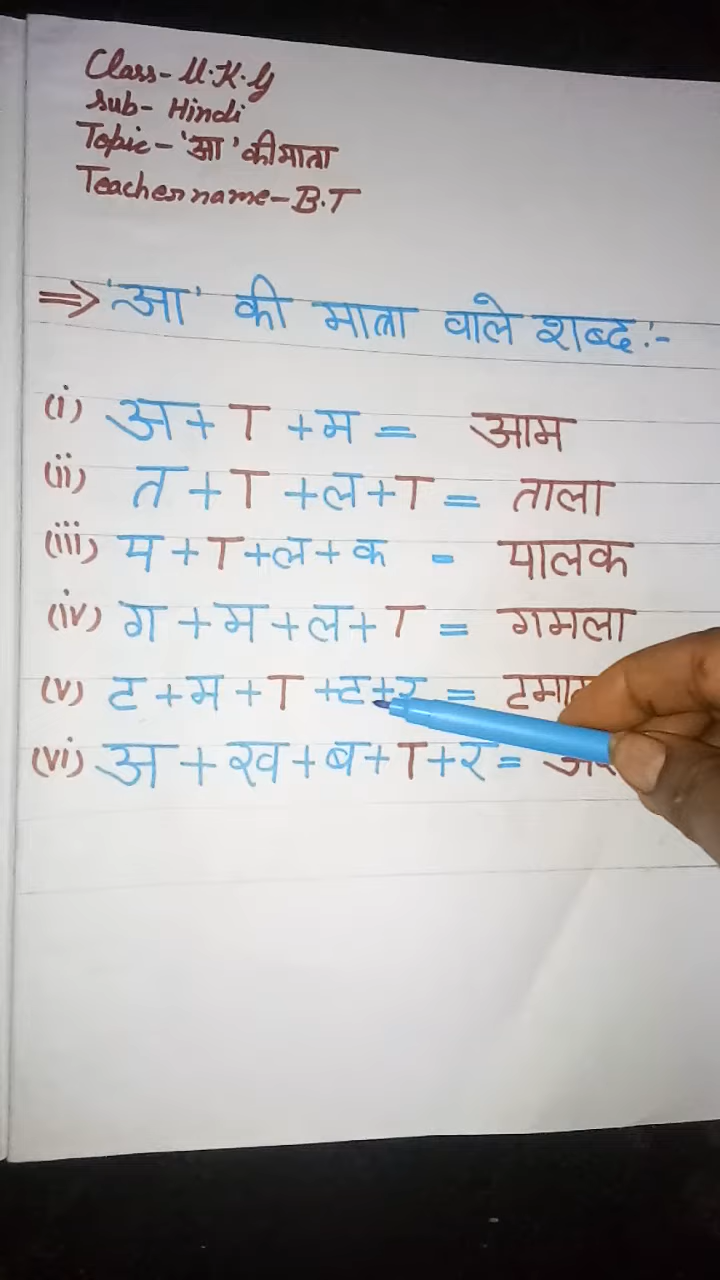 Class- U.K.G
Sub- Hindi
Topic- 'आ' की मात्रा
Teacher name- B.T
⇒ 'आ' की मात्रा वाले शब्द:-
(i) अ + ा + म = आम
(ii) त + ा + ल + ा = ताला
(iii) प + ा + ल + क - पालक
(iv) ग + म + ल + ा = गमला
(v) ट + म + ा + ट + र =
(vi) अ + ख + ब + ा + र =